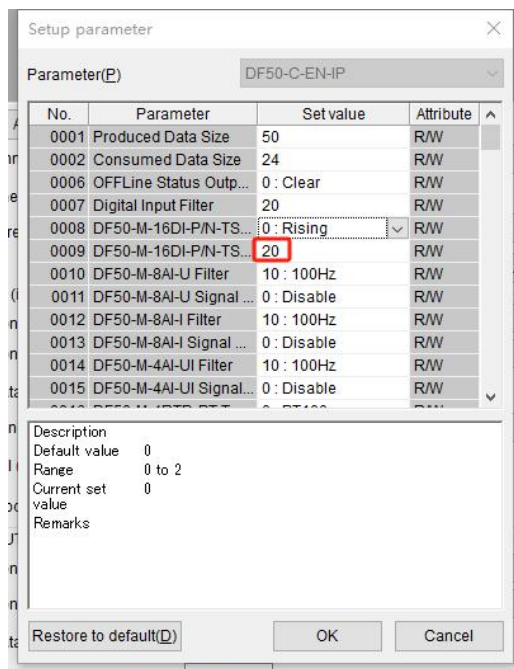 Setup parameter
Parameter(P) DF50-C-EN-IP
No. Parameter Set value Attribute
0001 Produced Data Size 50 R/W
0002 Consumed Data Size 24 R/W
0006 OFFLine Status Outp... 0 : Clear R/W
0007 Digital Input Filter 20 R/W
0008 DF50-M-16DI-P/N-TS... 0 : Rising R/W
0009 DF50-M-16DI-P/N-TS... 20 R/W
0010 DF50-M-8AI-U Filter 10 : 100Hz R/W
0011 DF50-M-8AI-U Signal ... 0 : Disable R/W
0012 DF50-M-8AI-I Filter 10 : 100Hz R/W
0013 DF50-M-8AI-I Signal ... 0 : Disable R/W
0014 DF50-M-4AI-UI Filter 10 : 100Hz R/W
0015 DF50-M-4AI-UI Signal... 0 : Disable R/W
Description
Default value 0
Range 0 to 2
Current set 0
value
Remarks
Restore to default(D) OK Cancel